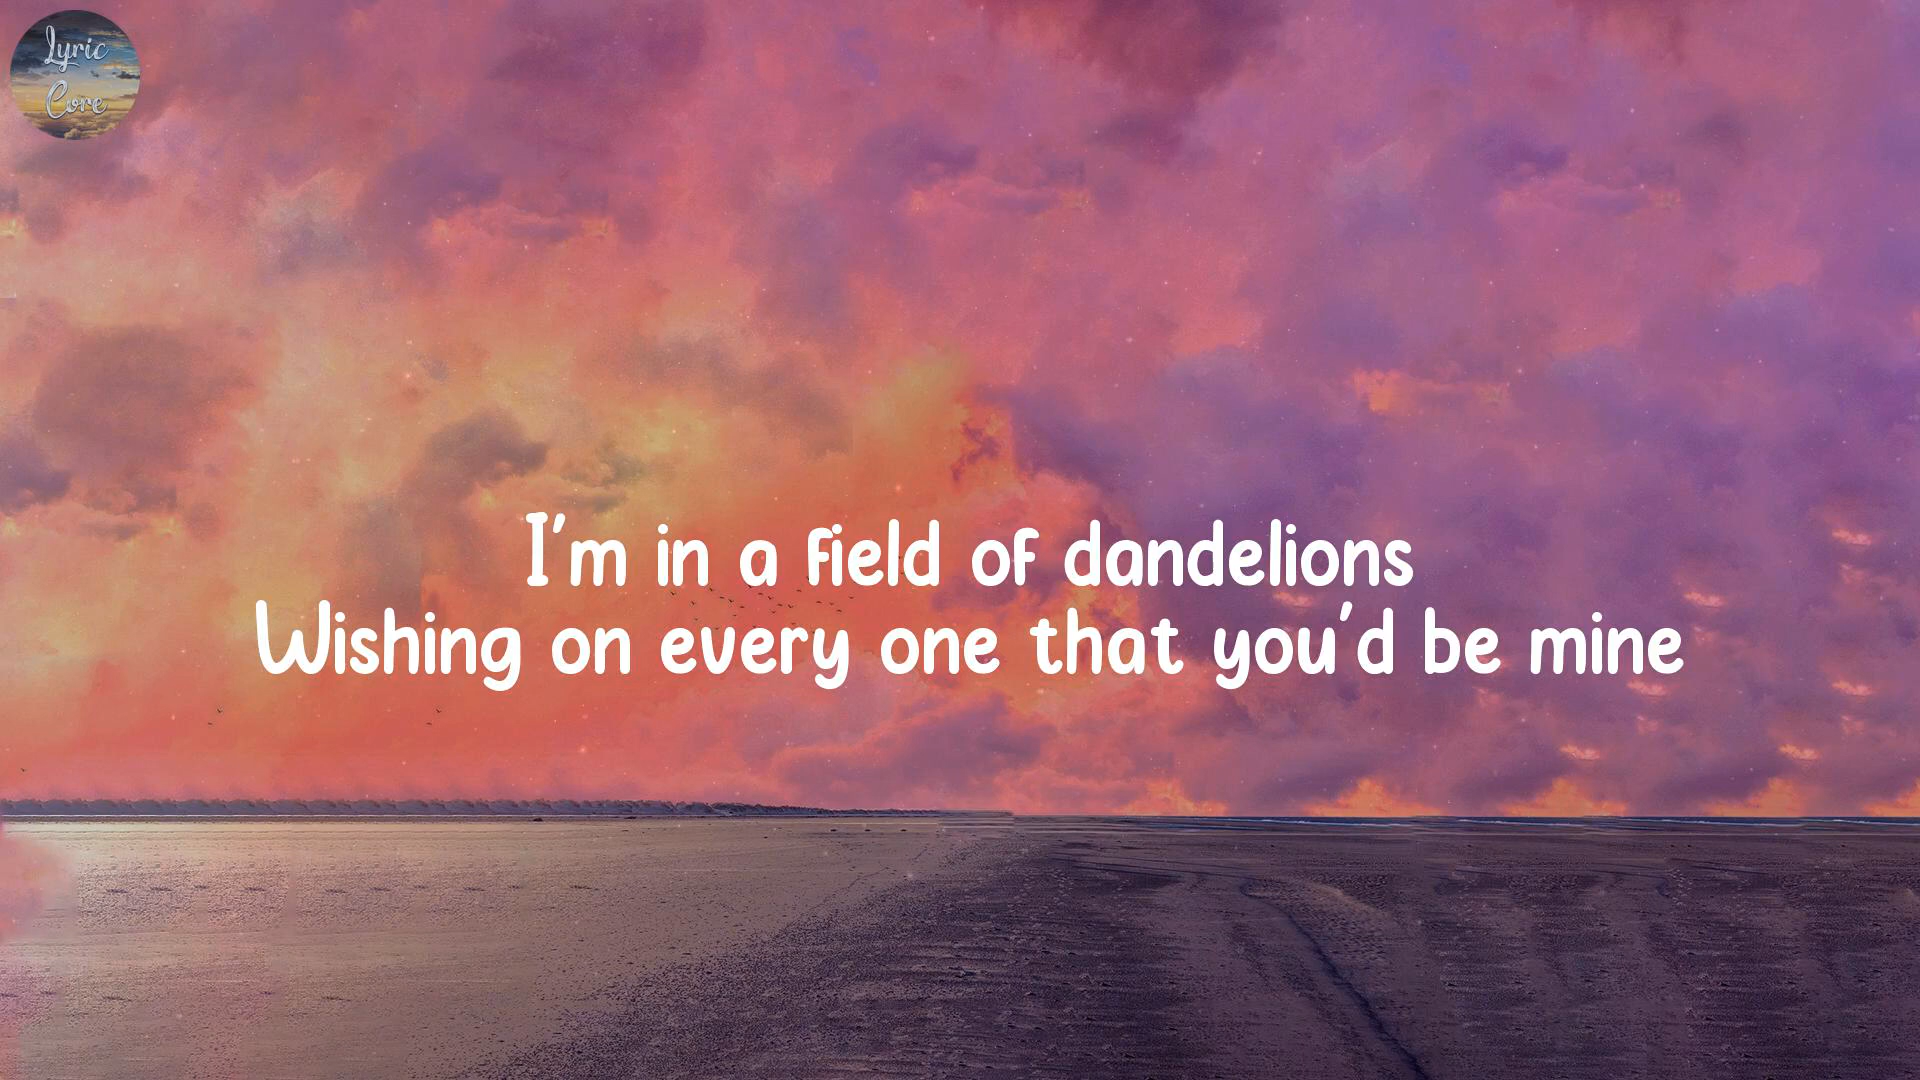 Lyric
Core
I'm in a field of dandelions
Wishing on every one that you'd be mine